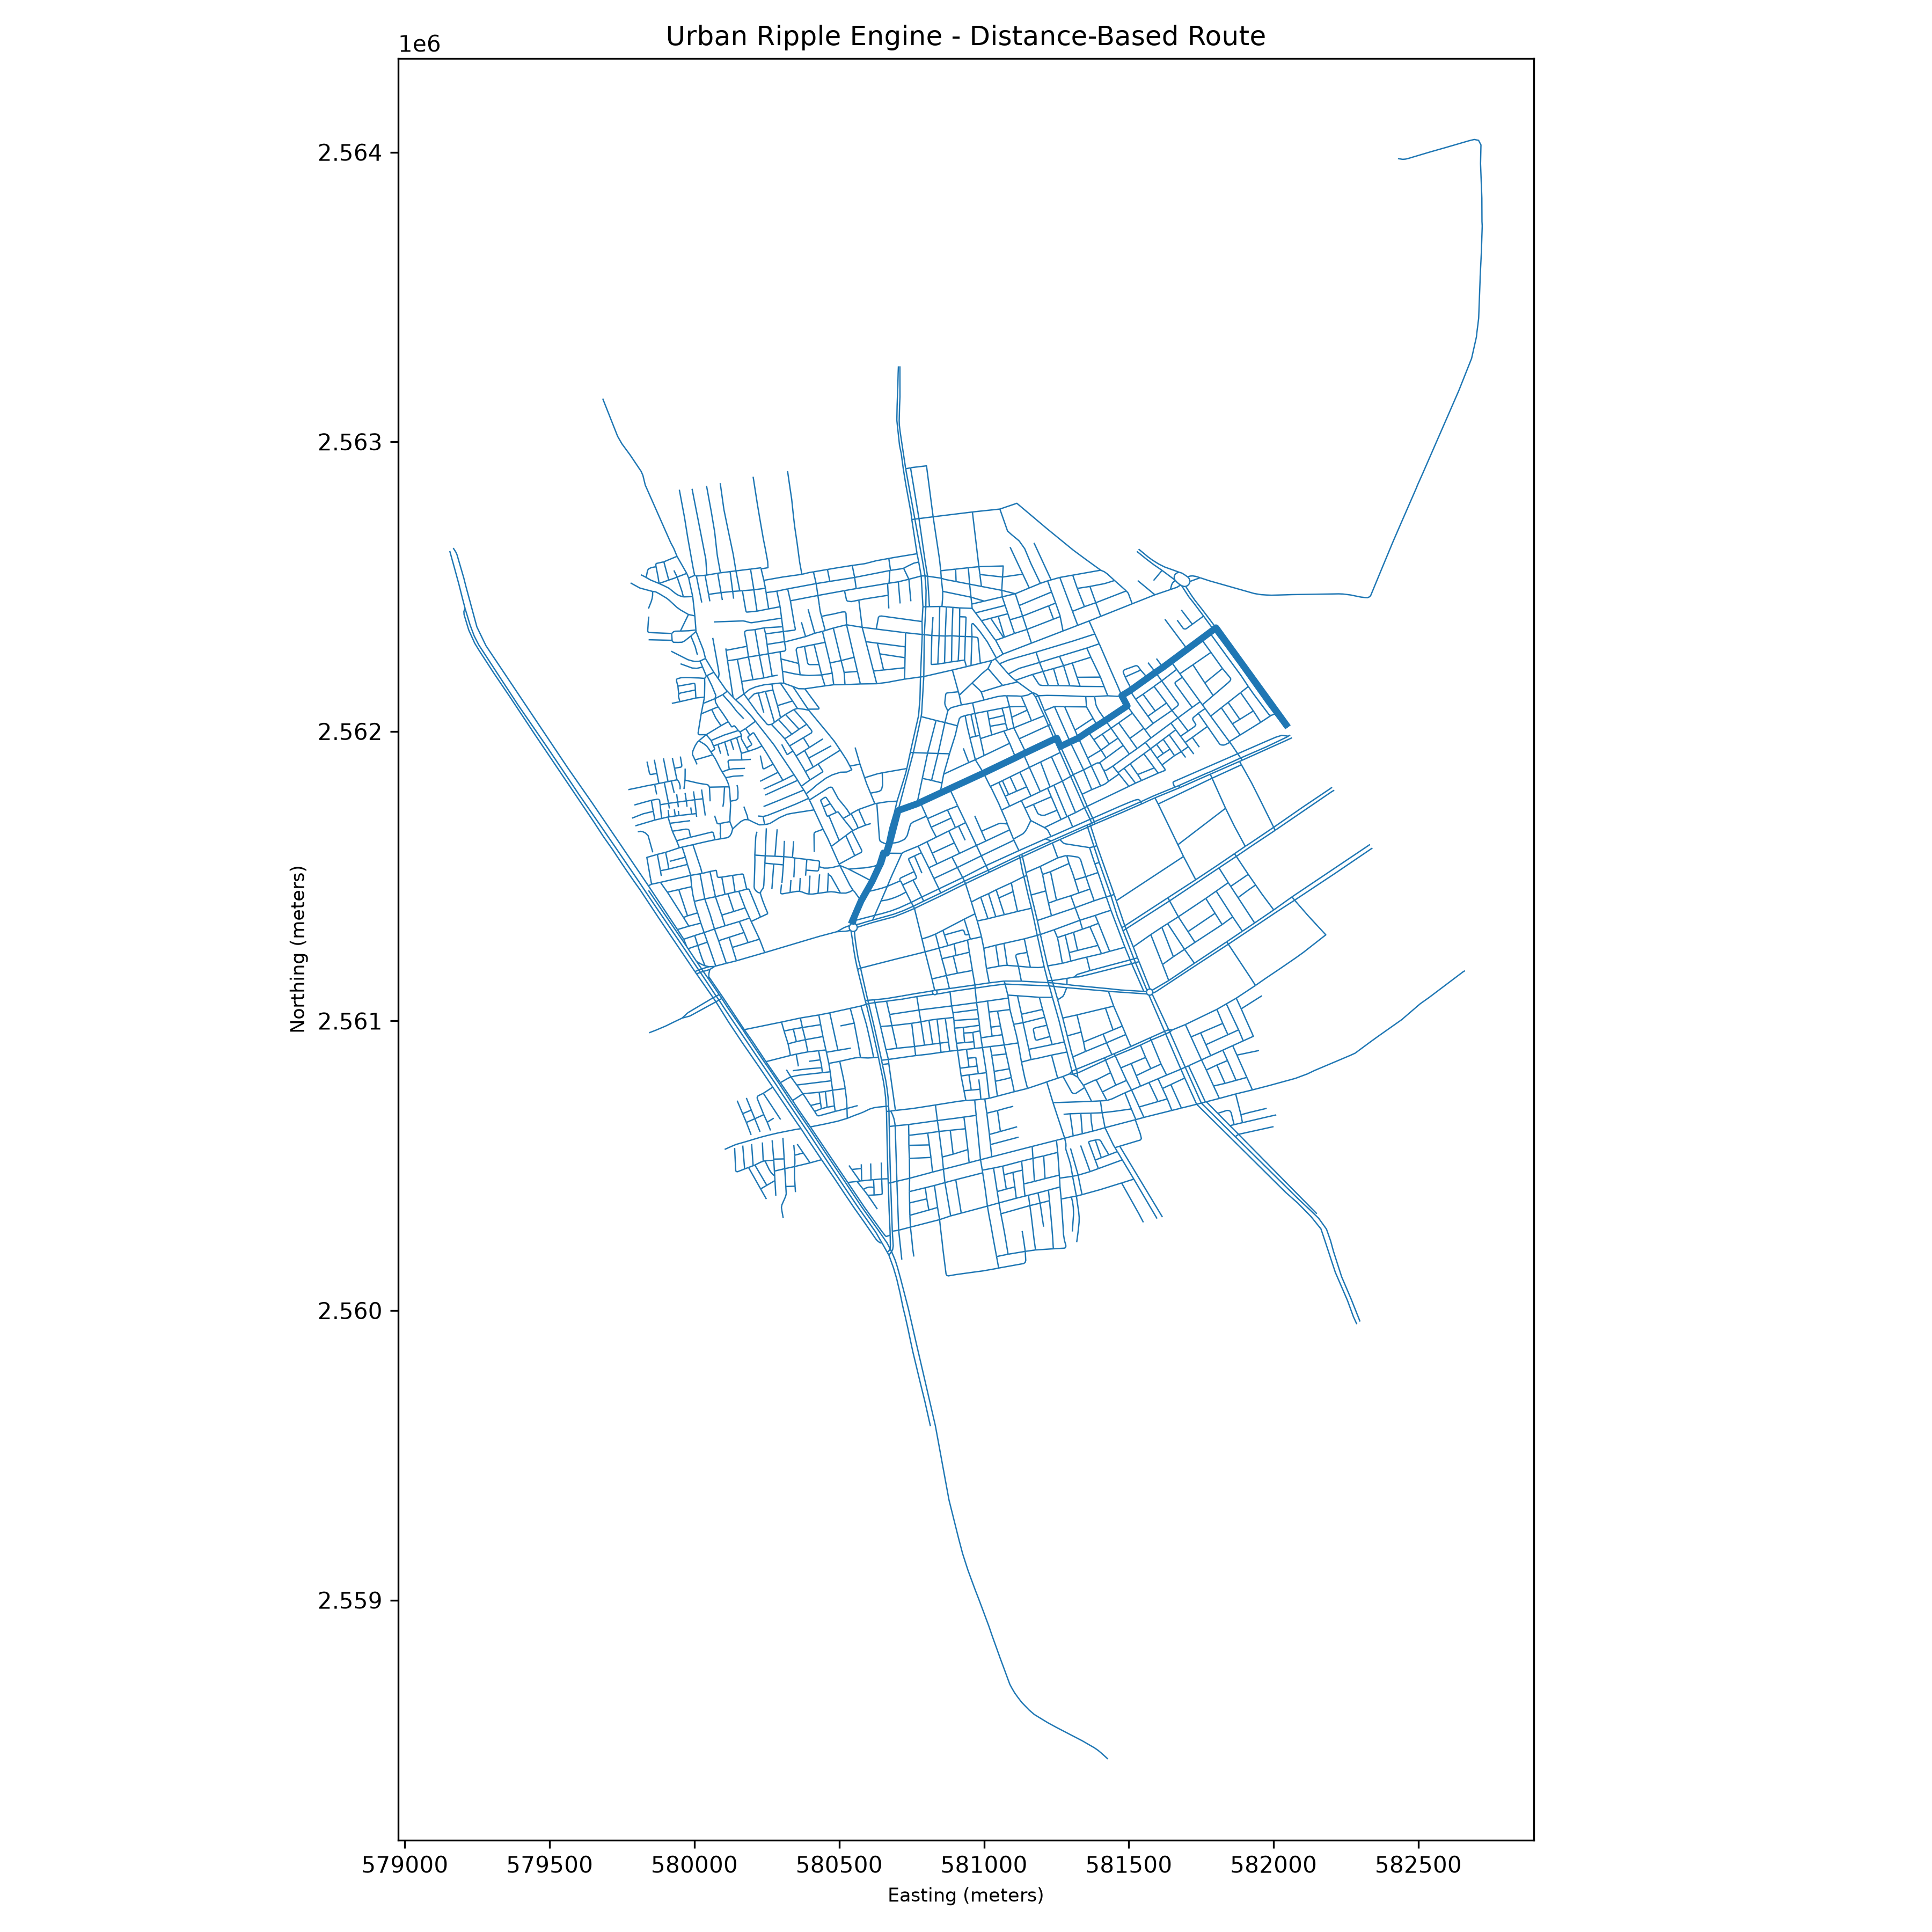 Urban Ripple Engine - Distance-Based Route
1e6
2.564
2.563
2.562
2.561
2.560
2.559
Northing (meters)
579000 579500 580000 580500 581000 581500 582000 582500
Easting (meters)